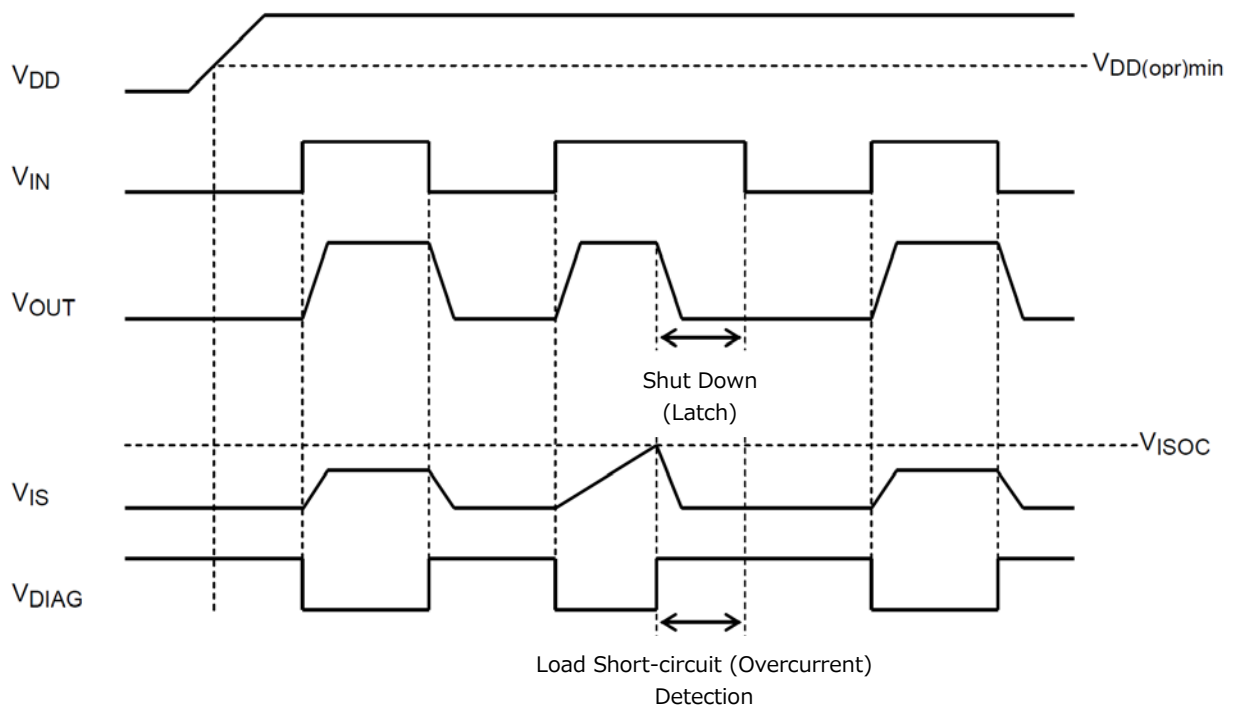 VDD
VDD(opr)min
VIN
VOUT
Shut Down
(Latch)
VISOC
VIS
VDIAG
Load Short-circuit (Overcurrent)
Detection